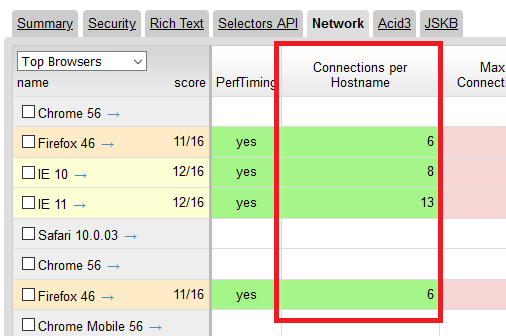 Summary Security Rich Text Selectors API Network Acid3 JSKB
Top Browsers
Connections per Max
name score PerfTiming Hostname Connecti
Chrome 56 →
Firefox 46 → 11/16 yes 6
IE 10 → 12/16 yes 8
IE 11 → 12/16 yes 13
Safari 10.0.03 →
Chrome 56 →
Firefox 46 → 11/16 yes 6
Chrome Mobile 56 →